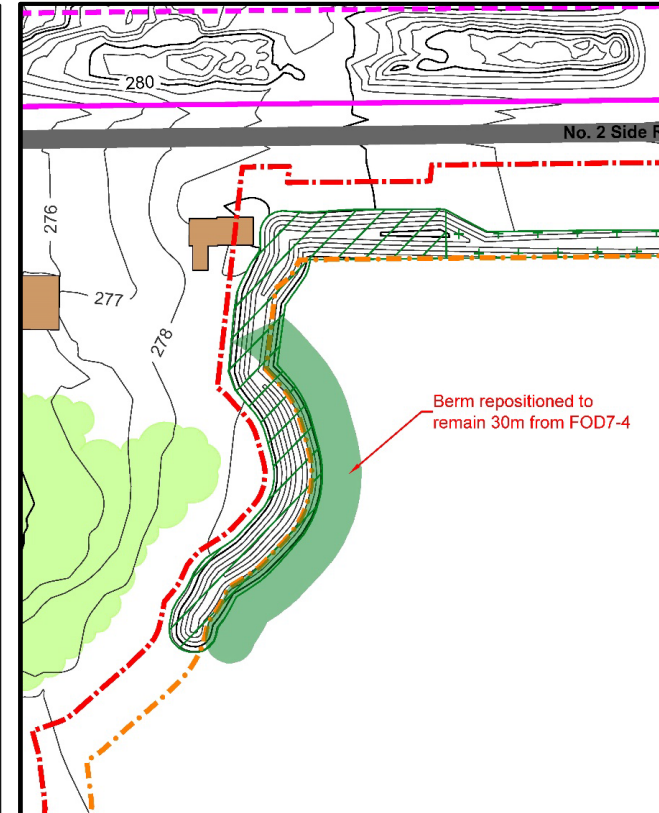 280
No. 2 Side R
276
277
278
Berm repositioned to
remain 30m from FOD7-4